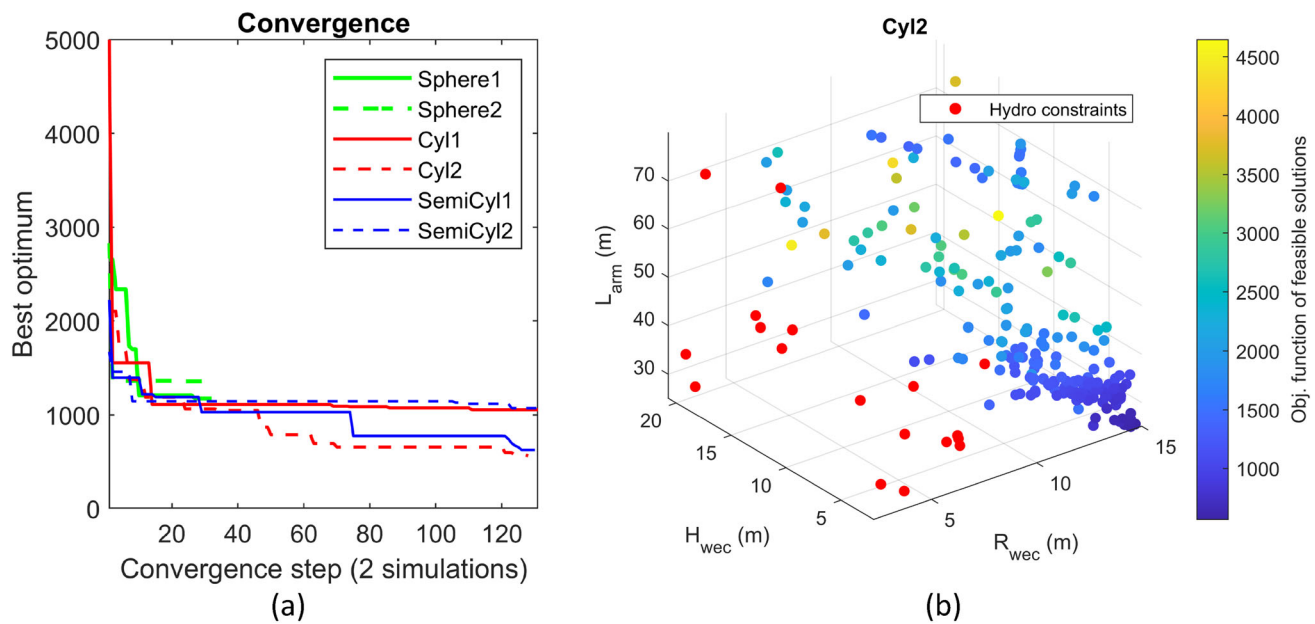 Convergence
5000
4000
3000
2000
1000
0
20
40
60
80
100
120
Best optimum
Convergence step (2 simulations)
Sphere1
Sphere2
Cyl1
Cyl2
SemiCyl1
SemiCyl2
(a)
Cyl2
Hydro constraints
70
60
50
40
30
L_arm (m)
20
15
10
5
H_wec (m)
5
10
15
R_wec (m)
4500
4000
3500
3000
2500
2000
1500
1000
Obj. function of feasible solutions
(b)